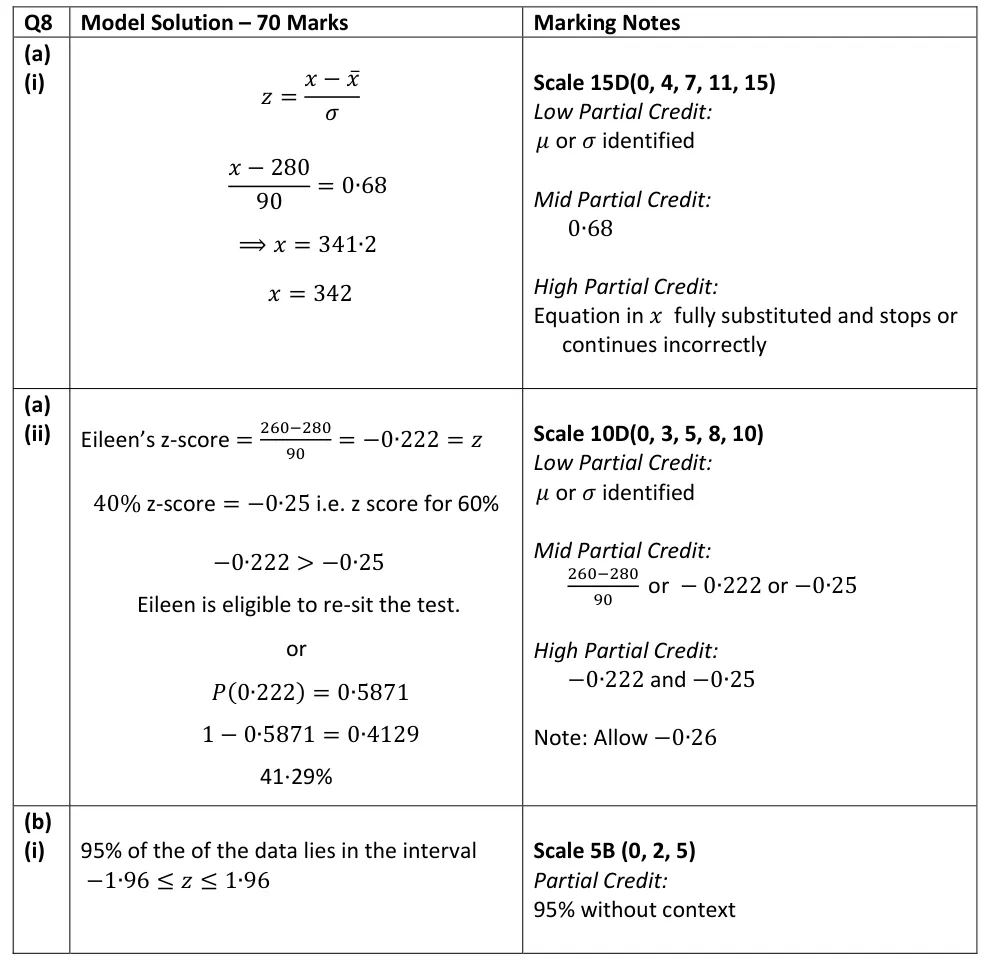 Q8 Model Solution – 70 Marks Marking Notes
(a)
(i)
z = (x − x̄)/σ
(x − 280)/90 = 0·68
⟹ x = 341·2
x = 342
Scale 15D(0, 4, 7, 11, 15)
Low Partial Credit:
μ or σ identified
Mid Partial Credit:
0·68
High Partial Credit:
Equation in x fully substituted and stops or
continues incorrectly
(a)
(ii)
Eileen’s z-score = (260−280)/90 = −0·222 = z
40% z-score = −0·25 i.e. z score for 60%
−0·222 > −0·25
Eileen is eligible to re-sit the test.
or
P(0·222) = 0·5871
1 − 0·5871 = 0·4129
41·29%
Scale 10D(0, 3, 5, 8, 10)
Low Partial Credit:
μ or σ identified
Mid Partial Credit:
(260−280)/90 or − 0·222 or −0·25
High Partial Credit:
−0·222 and −0·25
Note: Allow −0·26
(b)
(i)
95% of the of the data lies in the interval
−1·96 ≤ z ≤ 1·96
Scale 5B (0, 2, 5)
Partial Credit:
95% without context